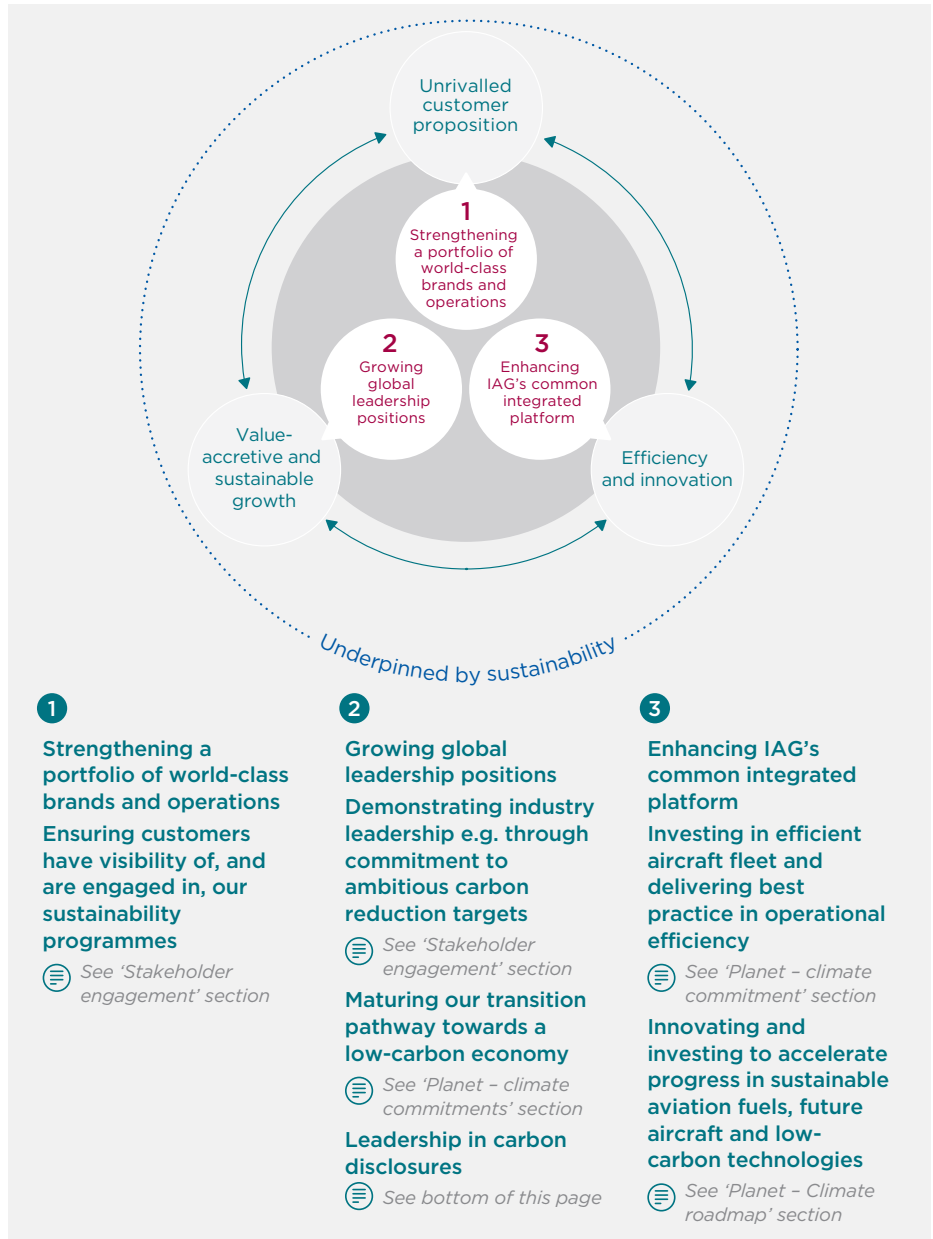 Unrivalled
customer
proposition
1
Strengthening
a portfolio of
world-class
brands and
operations
2
Growing
global
leadership
positions
3
Enhancing
IAG's common
integrated
platform
Value-
accretive and
sustainable
growth
Efficiency
and innovation
Underpinned by sustainability
1
Strengthening a
portfolio of world-class
brands and operations
Ensuring customers
have visibility of, and
are engaged in, our
sustainability
programmes
See ‘Stakeholder
engagement’ section
2
Growing global
leadership positions
Demonstrating industry
leadership e.g. through
commitment to
ambitious carbon
reduction targets
See ‘Stakeholder
engagement’ section
Maturing our transition
pathway towards a
low-carbon economy
See ‘Planet – climate
commitments’ section
Leadership in carbon
disclosures
See bottom of this page
3
Enhancing IAG’s
common integrated
platform
Investing in efficient
aircraft fleet and
delivering best
practice in operational
efficiency
See ‘Planet – climate
commitment’ section
Innovating and
investing to accelerate
progress in sustainable
aviation fuels, future
aircraft and low-
carbon technologies
See ‘Planet – Climate
roadmap’ section